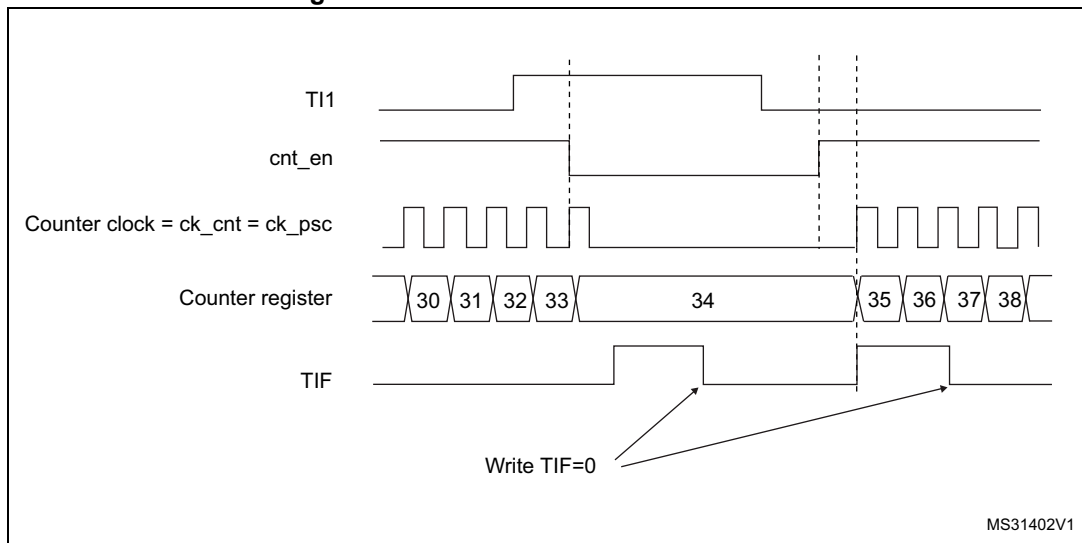 TI1
cnt_en
Counter clock = ck_cnt = ck_psc
Counter register
30 31 32 33 34 35 36 37 38
TIF
Write TIF=0
MS31402V1